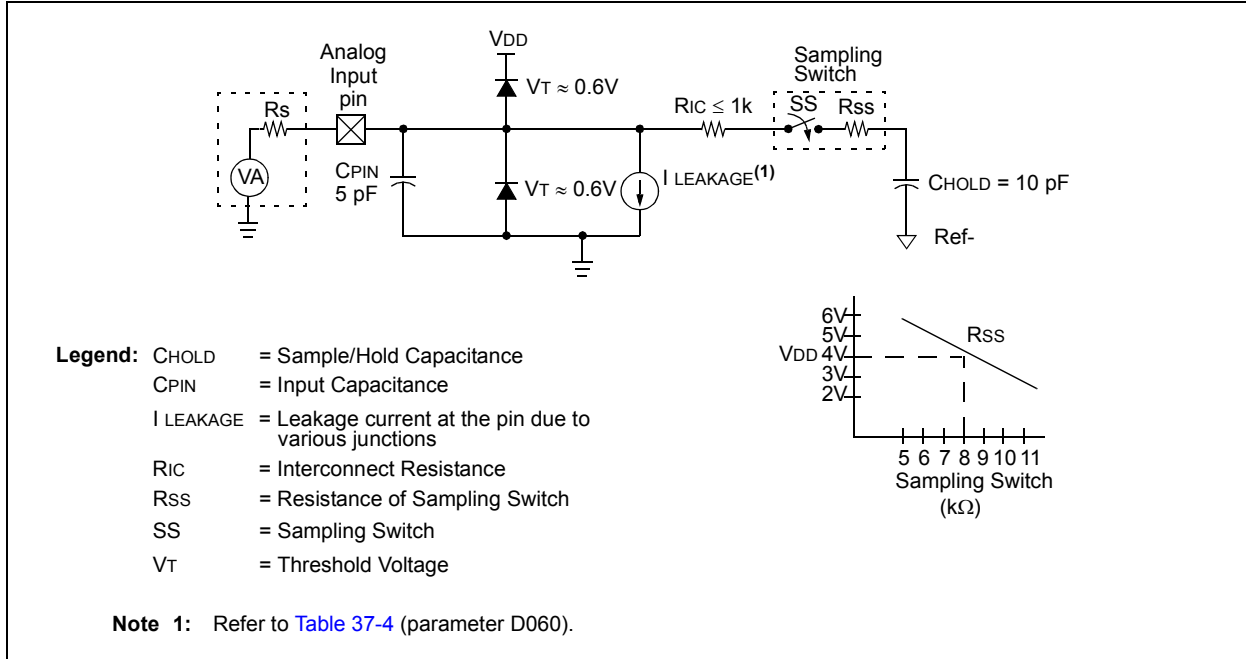 VDD
Analog
Input
pin
Rs
VT ≈ 0.6V
RIC ≤ 1k
Sampling
Switch
SS
Rss
VA
CPIN
5 pF
VT ≈ 0.6V
I LEAKAGE(1)
CHOLD = 10 pF
Ref-
Legend: CHOLD = Sample/Hold Capacitance
CPIN = Input Capacitance
I LEAKAGE = Leakage current at the pin due to
various junctions
RIC = Interconnect Resistance
RSS = Resistance of Sampling Switch
SS = Sampling Switch
VT = Threshold Voltage
6V
5V
VDD 4V
3V
2V
RSS
5 6 7 8 9 10 11
Sampling Switch
(kΩ)
Note 1: Refer to Table 37-4 (parameter D060).